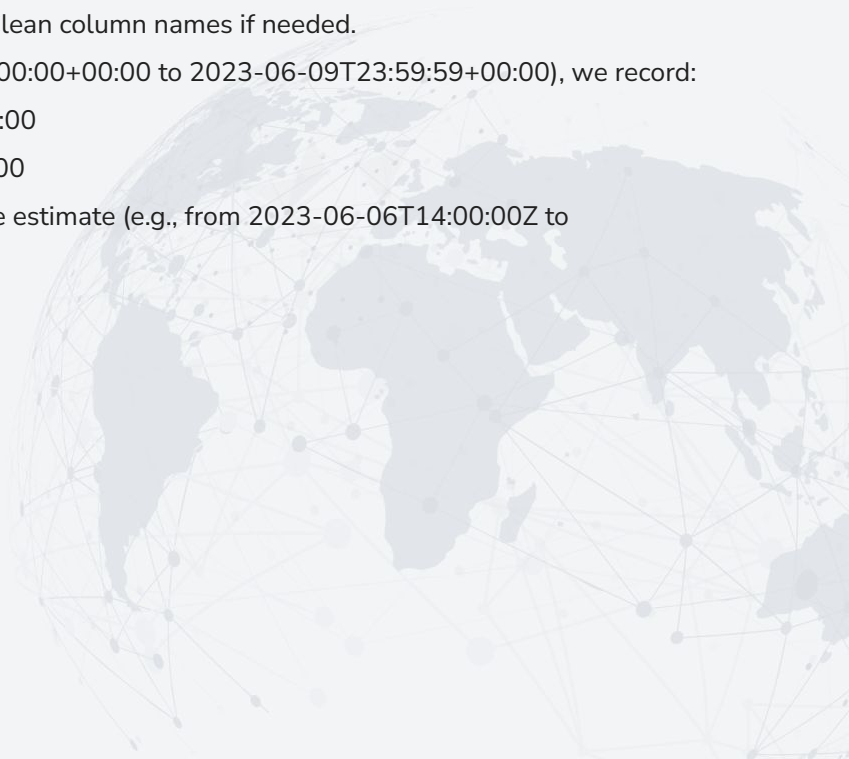 lean column names if needed.
00:00+00:00 to 2023-06-09T23:59:59+00:00), we record:
:00
00
e estimate (e.g., from 2023-06-06T14:00:00Z to